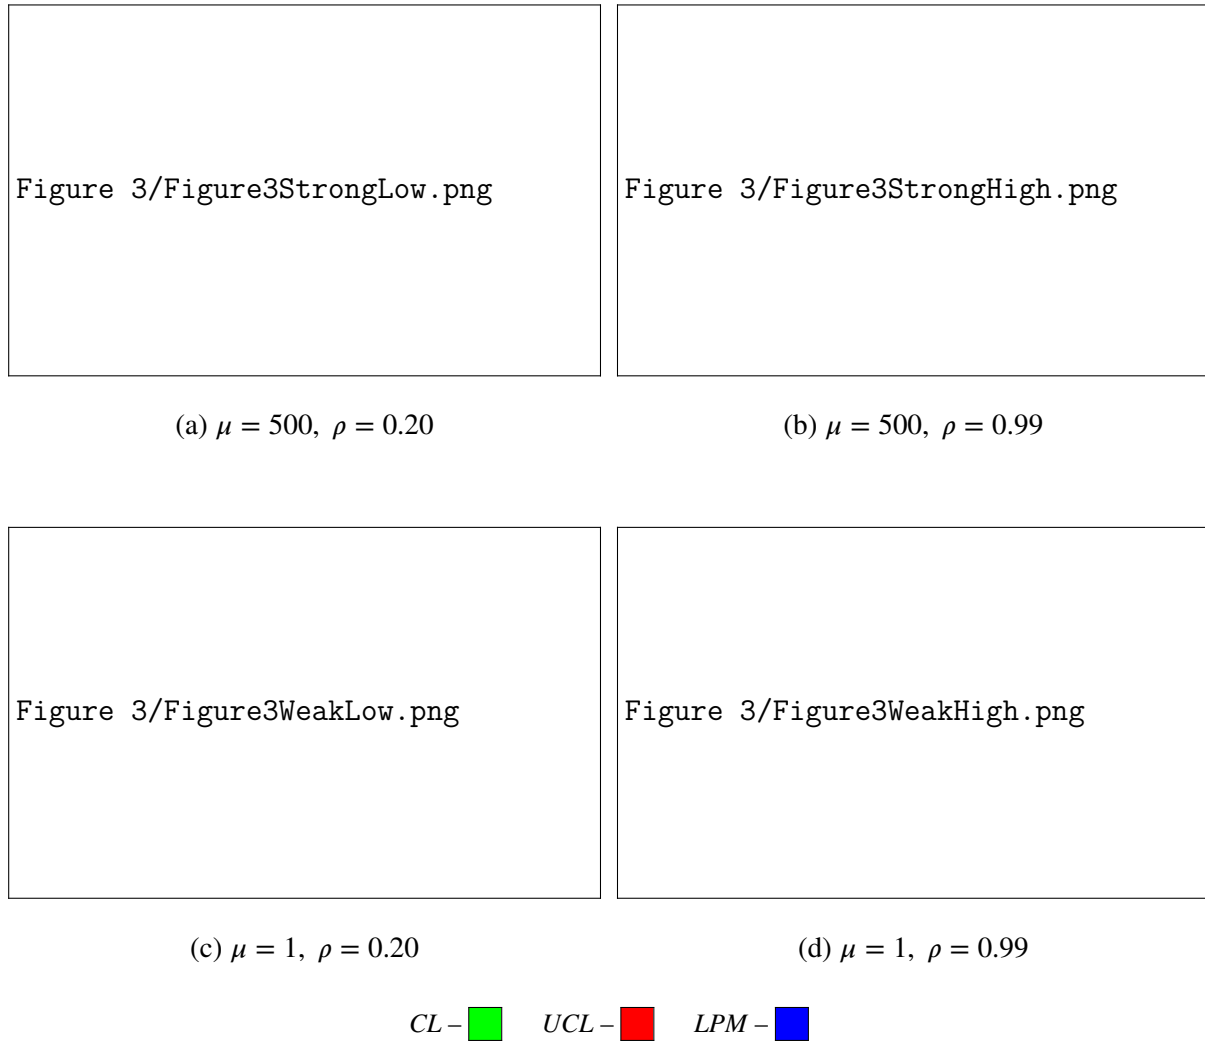 Figure 3/Figure3StrongLow.png
Figure 3/Figure3StrongHigh.png
(a) μ = 500, ρ = 0.20
(b) μ = 500, ρ = 0.99
Figure 3/Figure3WeakLow.png
Figure 3/Figure3WeakHigh.png
(c) μ = 1, ρ = 0.20
(d) μ = 1, ρ = 0.99
CL – UCL – LPM –